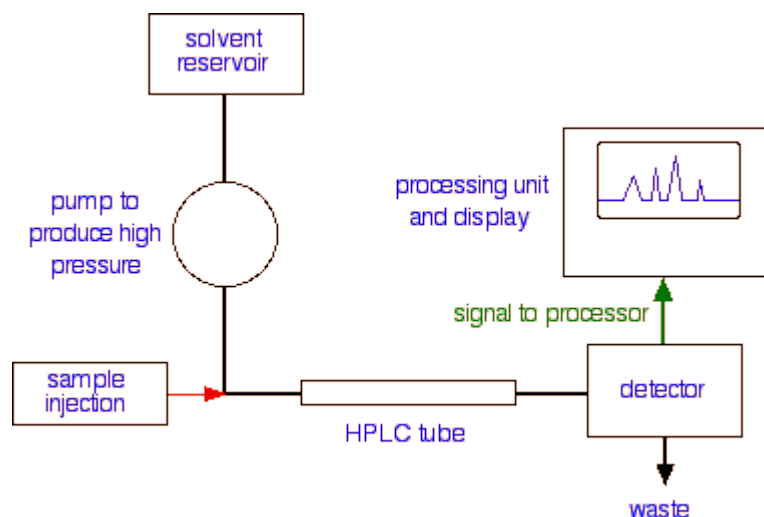 solvent
reservoir
pump to
produce high
pressure
processing unit
and display
signal to processor
sample
injection
HPLC tube
detector
waste